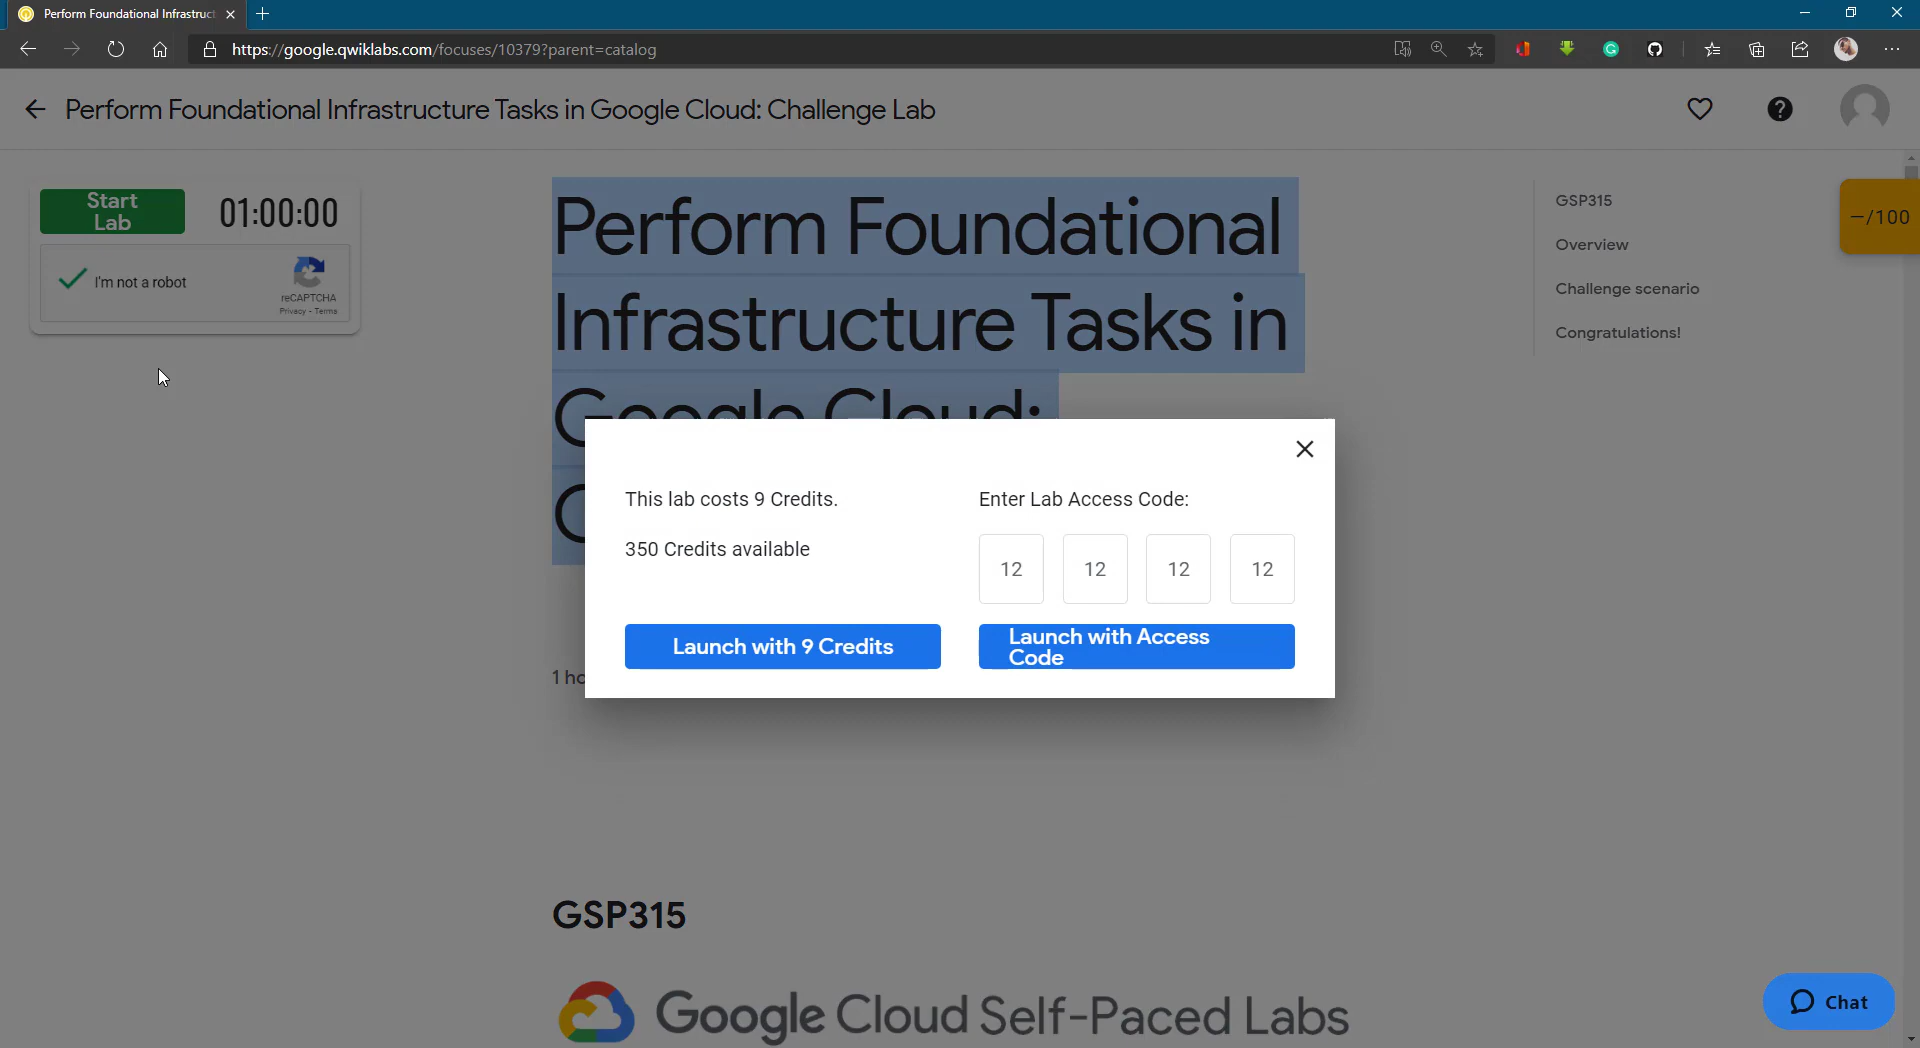 Perform Foundational Infrastruct
https://google.qwiklabs.com/focuses/10379?parent=catalog
Perform Foundational Infrastructure Tasks in Google Cloud: Challenge Lab
Start
Lab
01:00:00
I'm not a robot
reCAPTCHA
Privacy - Terms
Perform Foundational
Infrastructure Tasks in
Google Cloud:
GSP315
Overview
Challenge scenario
Congratulations!
–/100
This lab costs 9 Credits.
350 Credits available
Launch with 9 Credits
Enter Lab Access Code:
12 12 12 12
Launch with Access
Code
GSP315
Google Cloud Self-Paced Labs
Chat